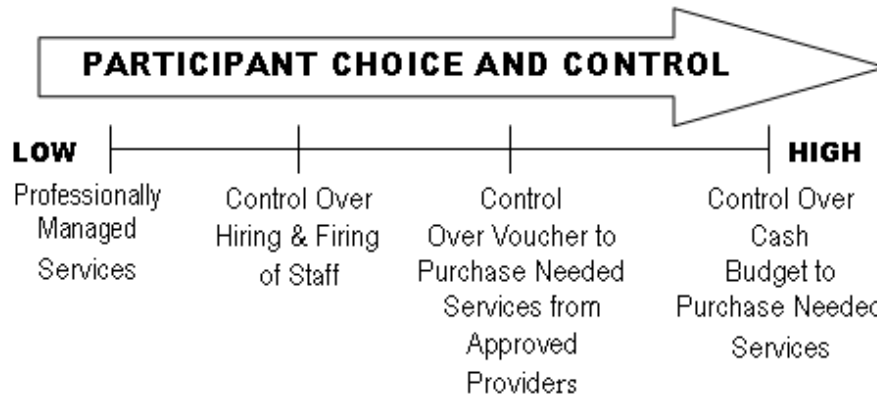 PARTICIPANT CHOICE AND CONTROL
LOW
HIGH
Professionally
Managed
Services
Control Over
Hiring & Firing
of Staff
Control
Over Voucher to
Purchase Needed
Services from
Approved
Providers
Control Over
Cash
Budget to
Purchase Needed
Services